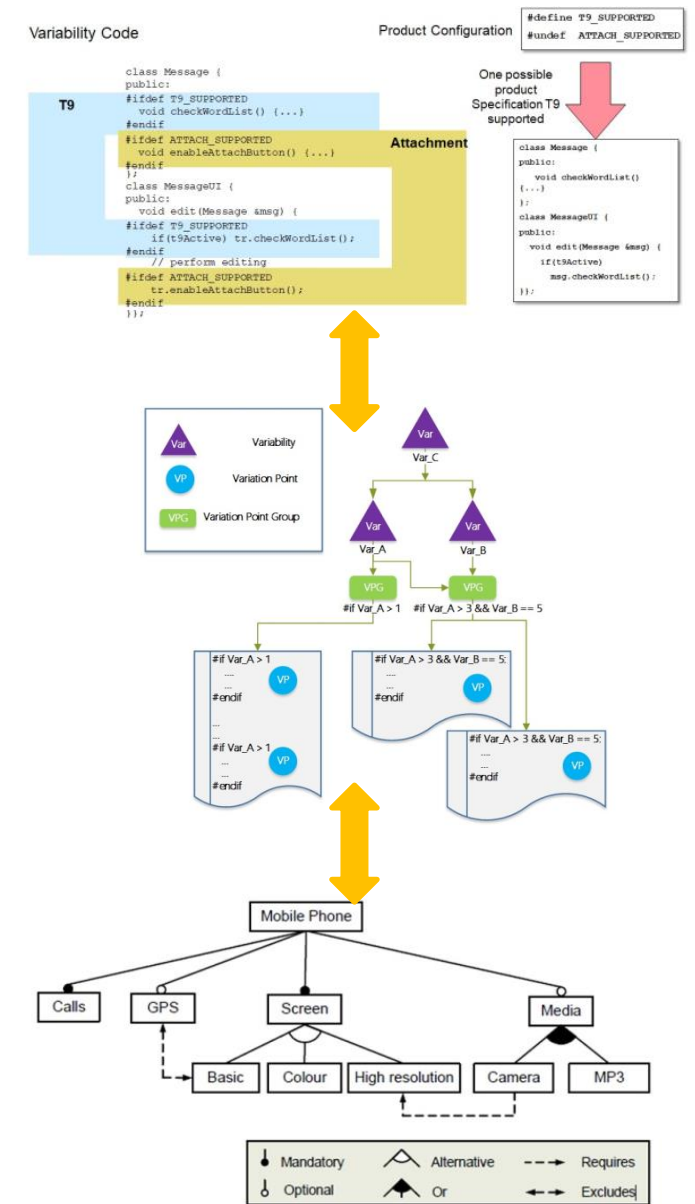 Variability Code
Product Configuration
#define T9_SUPPORTED
#undef ATTACH_SUPPORTED
One possible
product
Specification T9
supported
T9
Attachment
class Message {
public:
#ifdef T9_SUPPORTED
void checkWordList() {...}
#endif
#ifdef ATTACH_SUPPORTED
void enableAttachButton() {...}
#endif
};
class MessageUI {
public:
void edit(Message &msg) {
#ifdef T9_SUPPORTED
if(t9Active) tr.checkWordList();
#endif
// perform editing
#ifdef ATTACH_SUPPORTED
tr.enableAttachButton();
#endif
}};
class Message {
public:
void checkWordList()
{...}
};
class MessageUI {
public:
void edit(Message &msg) {
if(t9Active)
msg.checkWordList();
}};
Var
Variability
VP
Variation Point
VPG
Variation Point Group
Var
Var_C
Var
Var_A
Var
Var_B
VPG
#if Var_A > 1
VPG
#if Var_A > 3 && Var_B == 5
#if Var_A > 1
....
...
#endif
VP
...
...
#if Var_A > 1
...
...
#endif
VP
#if Var_A > 3 && Var_B == 5:
....
...
#endif
VP
#if Var_A > 3 && Var_B == 5:
....
...
#endif
VP
Mobile Phone
Calls
GPS
Screen
Media
Basic
Colour
High resolution
Camera
MP3
Mandatory
Alternative
Requires
Optional
Or
Excludes